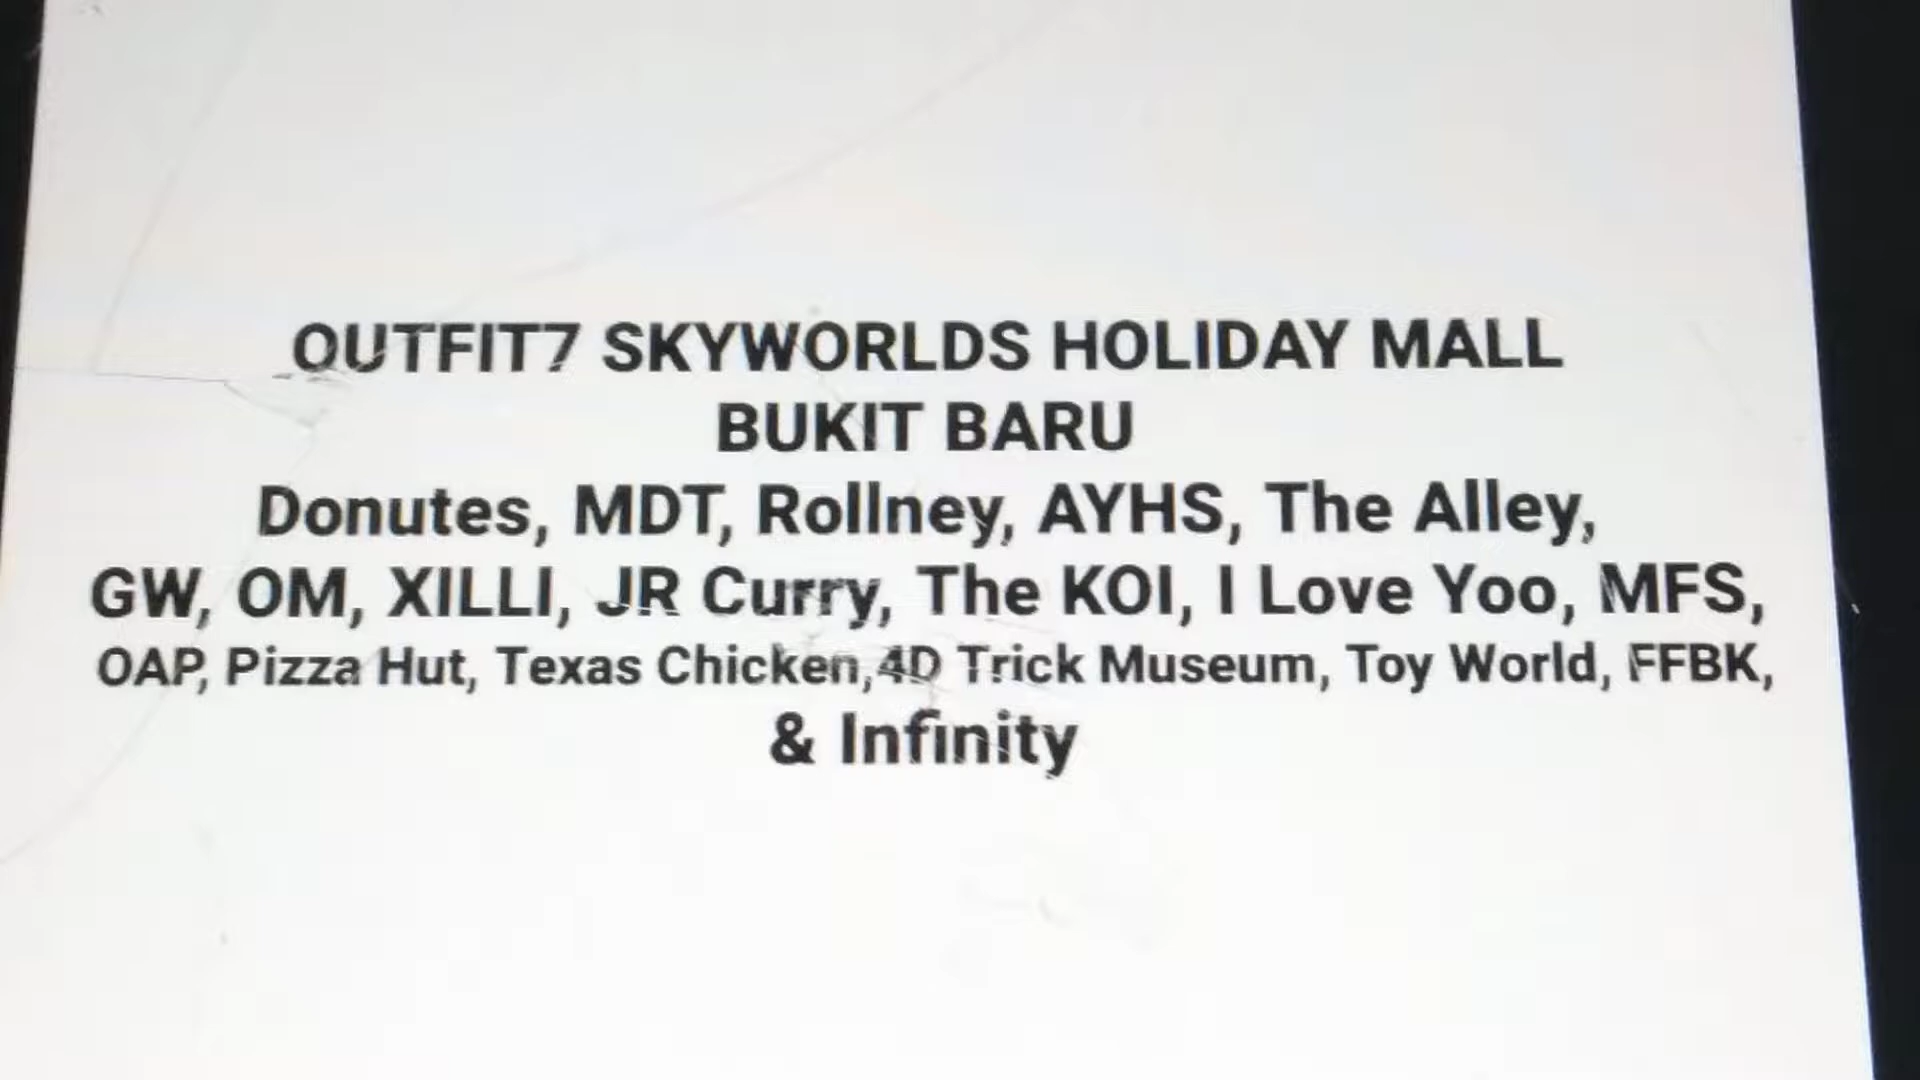 OUTFIT7 SKYWORLDS HOLIDAY MALL
BUKIT BARU
Donutes, MDT, Rollney, AYHS, The Alley,
GW, OM, XILLI, JR Curry, The KOI, I Love Yoo, MFS,
OAP, Pizza Hut, Texas Chicken,4D Trick Museum, Toy World, FFBK,
& Infinity